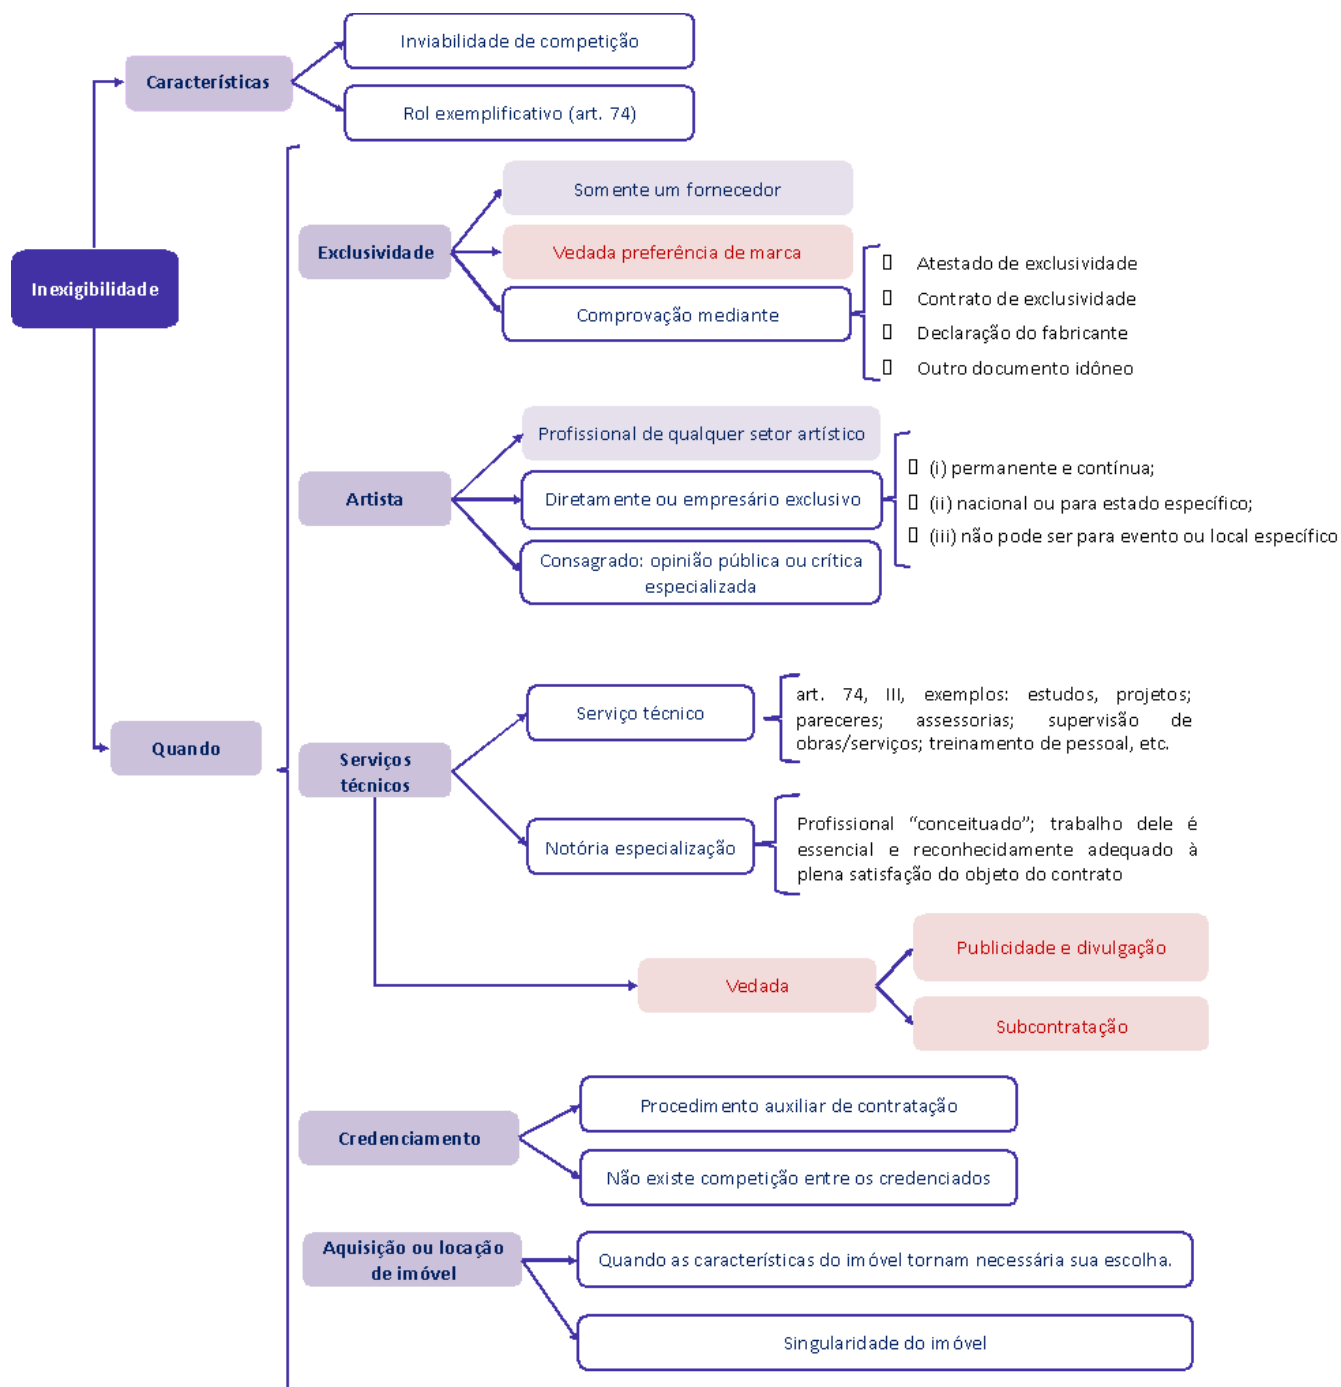 Inviabilidade de competição
Características
Rol exemplificativo (art. 74)
Inexigibilidade
Quando
Exclusividade
Somente um fornecedor
Vedada preferência de marca
Comprovação mediante
Atestado de exclusividade
Contrato de exclusividade
Declaração do fabricante
Outro documento idôneo
Artista
Profissional de qualquer setor artístico
Diretamente ou empresário exclusivo
(i) permanente e contínua;
(ii) nacional ou para estado específico;
(iii) não pode ser para evento ou local específico
Consagrado: opinião pública ou crítica
especializada
Serviços
técnicos
Serviço técnico
art. 74, III, exemplos: estudos, projetos;
pareceres; assessorias; supervisão de
obras/serviços; treinamento de pessoal, etc.
Notória especialização
Profissional “conceituado”; trabalho dele é
essencial e reconhecidamente adequado à
plena satisfação do objeto do contrato
Vedada
Publicidade e divulgação
Subcontratação
Credenciamento
Procedimento auxiliar de contratação
Não existe competição entre os credenciados
Aquisição ou locação
de imóvel
Quando as características do imóvel tornam necessária sua escolha.
Singularidade do imóvel